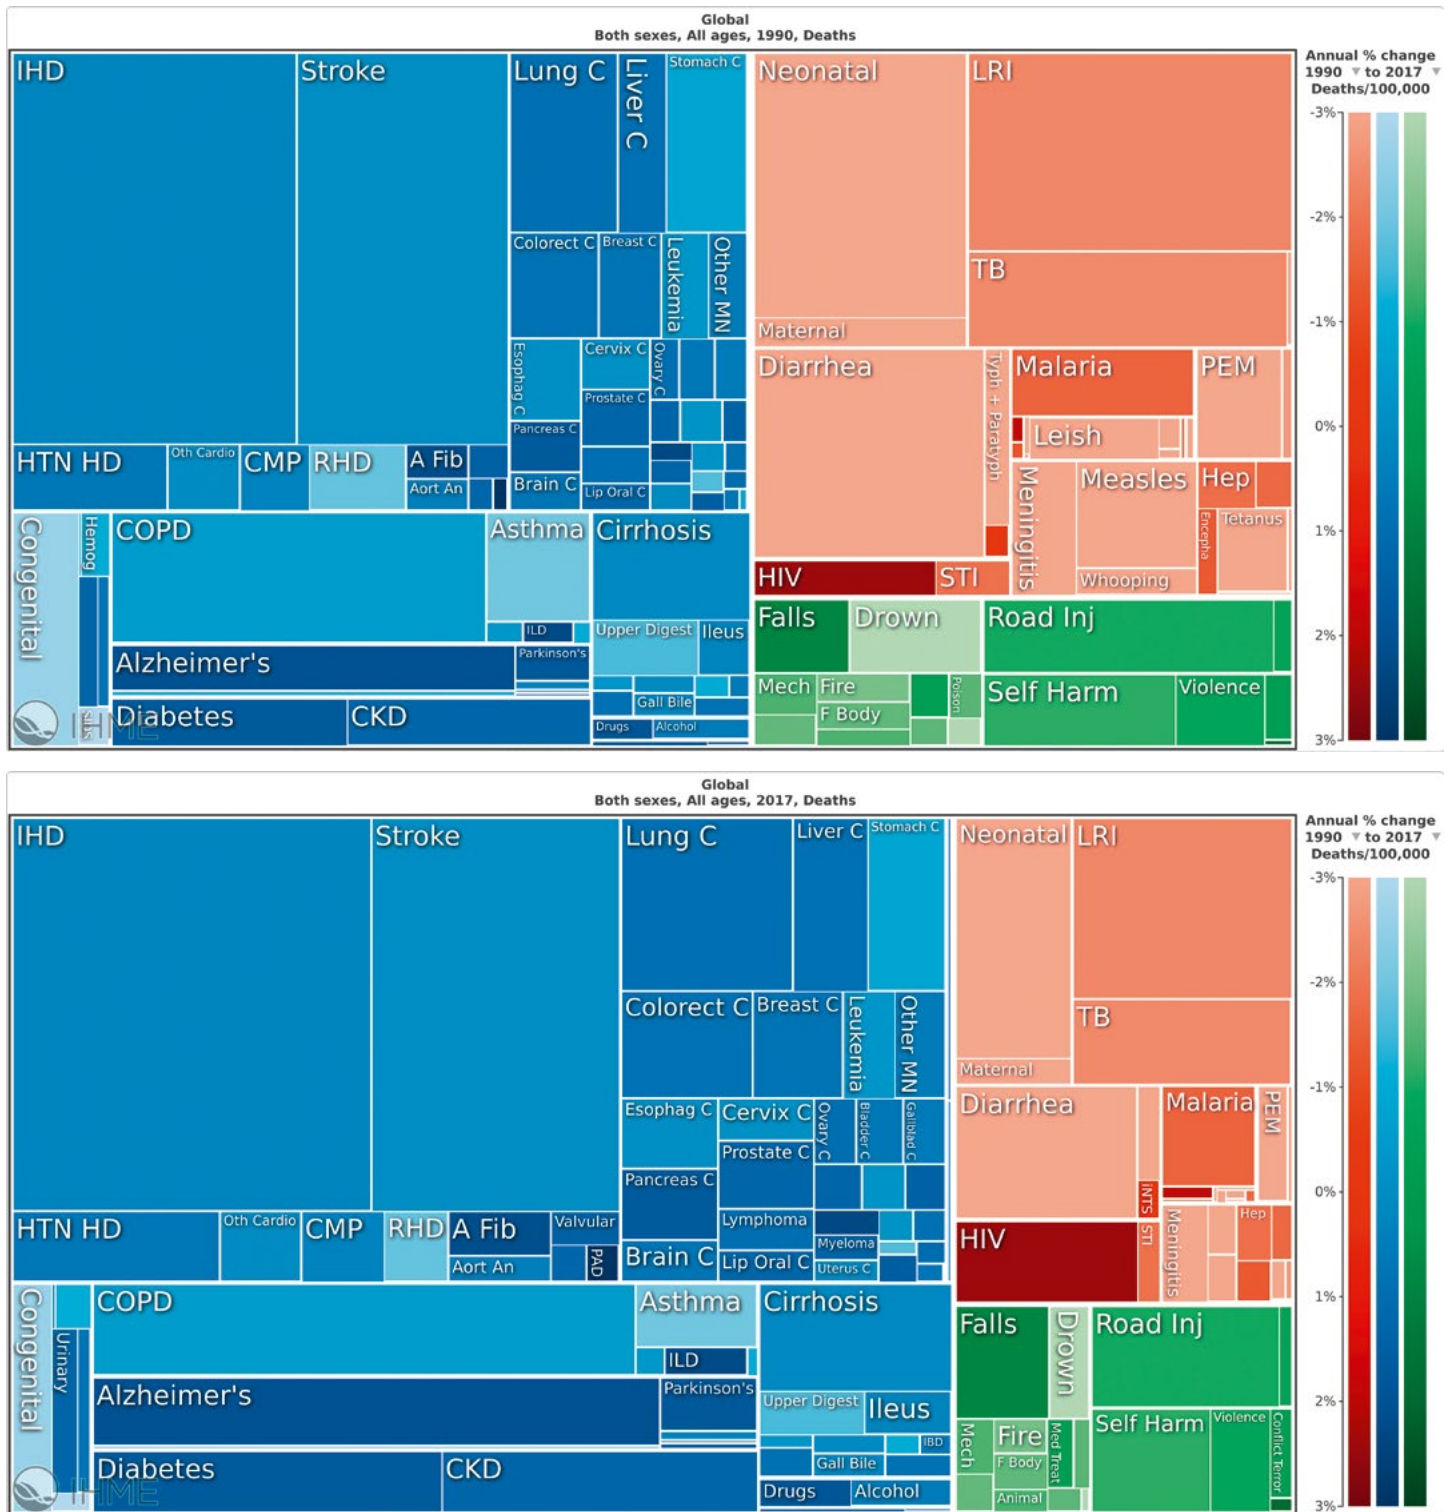 Global
Both sexes, All ages, 1990, Deaths
IHD
Stroke
Lung C
Liver C
Stomach C
Neonatal
LRI
Annual % change
1990 ▼ to 2017 ▼
Deaths/100,000
-3%
-2%
-1%
0%
1%
2%
3%
Colorect C
Breast C
Leukemia
Other MN
TB
Maternal
Esophag C
Cervix C
Ovary C
Diarrhea
Typh + Paratyph
Malaria
PEM
Prostate C
Leish
Pancreas C
HTN HD
Oth Cardio
CMP
RHD
A Fib
Aort An
Brain C
Lip Oral C
Meningitis
Measles
Hep
Encepha
Tetanus
Congenital
Hemog
COPD
Asthma
Cirrhosis
HIV
STI
Whooping
Falls
Drown
Road Inj
ILD
Upper Digest
Ileus
Alzheimer's
Parkinson's
Mech
Fire
Poison
Self Harm
Violence
Gall Bile
F Body
SIDS
Diabetes
CKD
Drugs
Alcohol
IHME
Global
Both sexes, All ages, 2017, Deaths
IHD
Stroke
Lung C
Liver C
Stomach C
Neonatal
LRI
Annual % change
1990 ▼ to 2017 ▼
Deaths/100,000
-3%
-2%
-1%
0%
1%
2%
3%
Colorect C
Breast C
Leukemia
Other MN
TB
Maternal
Esophag C
Cervix C
Ovary C
Bladder C
Gallblad C
Diarrhea
iNTS
Malaria
PEM
Prostate C
Pancreas C
HTN HD
Oth Cardio
CMP
RHD
A Fib
Valvular
Aort An
PAD
Lymphoma
Myeloma
Brain C
Lip Oral C
Uterus C
HIV
STI
Meningitis
Hep
Congenital
Urinary
COPD
Asthma
Cirrhosis
Falls
Drown
Road Inj
ILD
Alzheimer's
Parkinson's
Upper Digest
Ileus
IBD
Gall Bile
Mech
Fire
Med Treat
Self Harm
Violence
Conflict Terror
F Body
Animal
Diabetes
CKD
Drugs
Alcohol
IHME